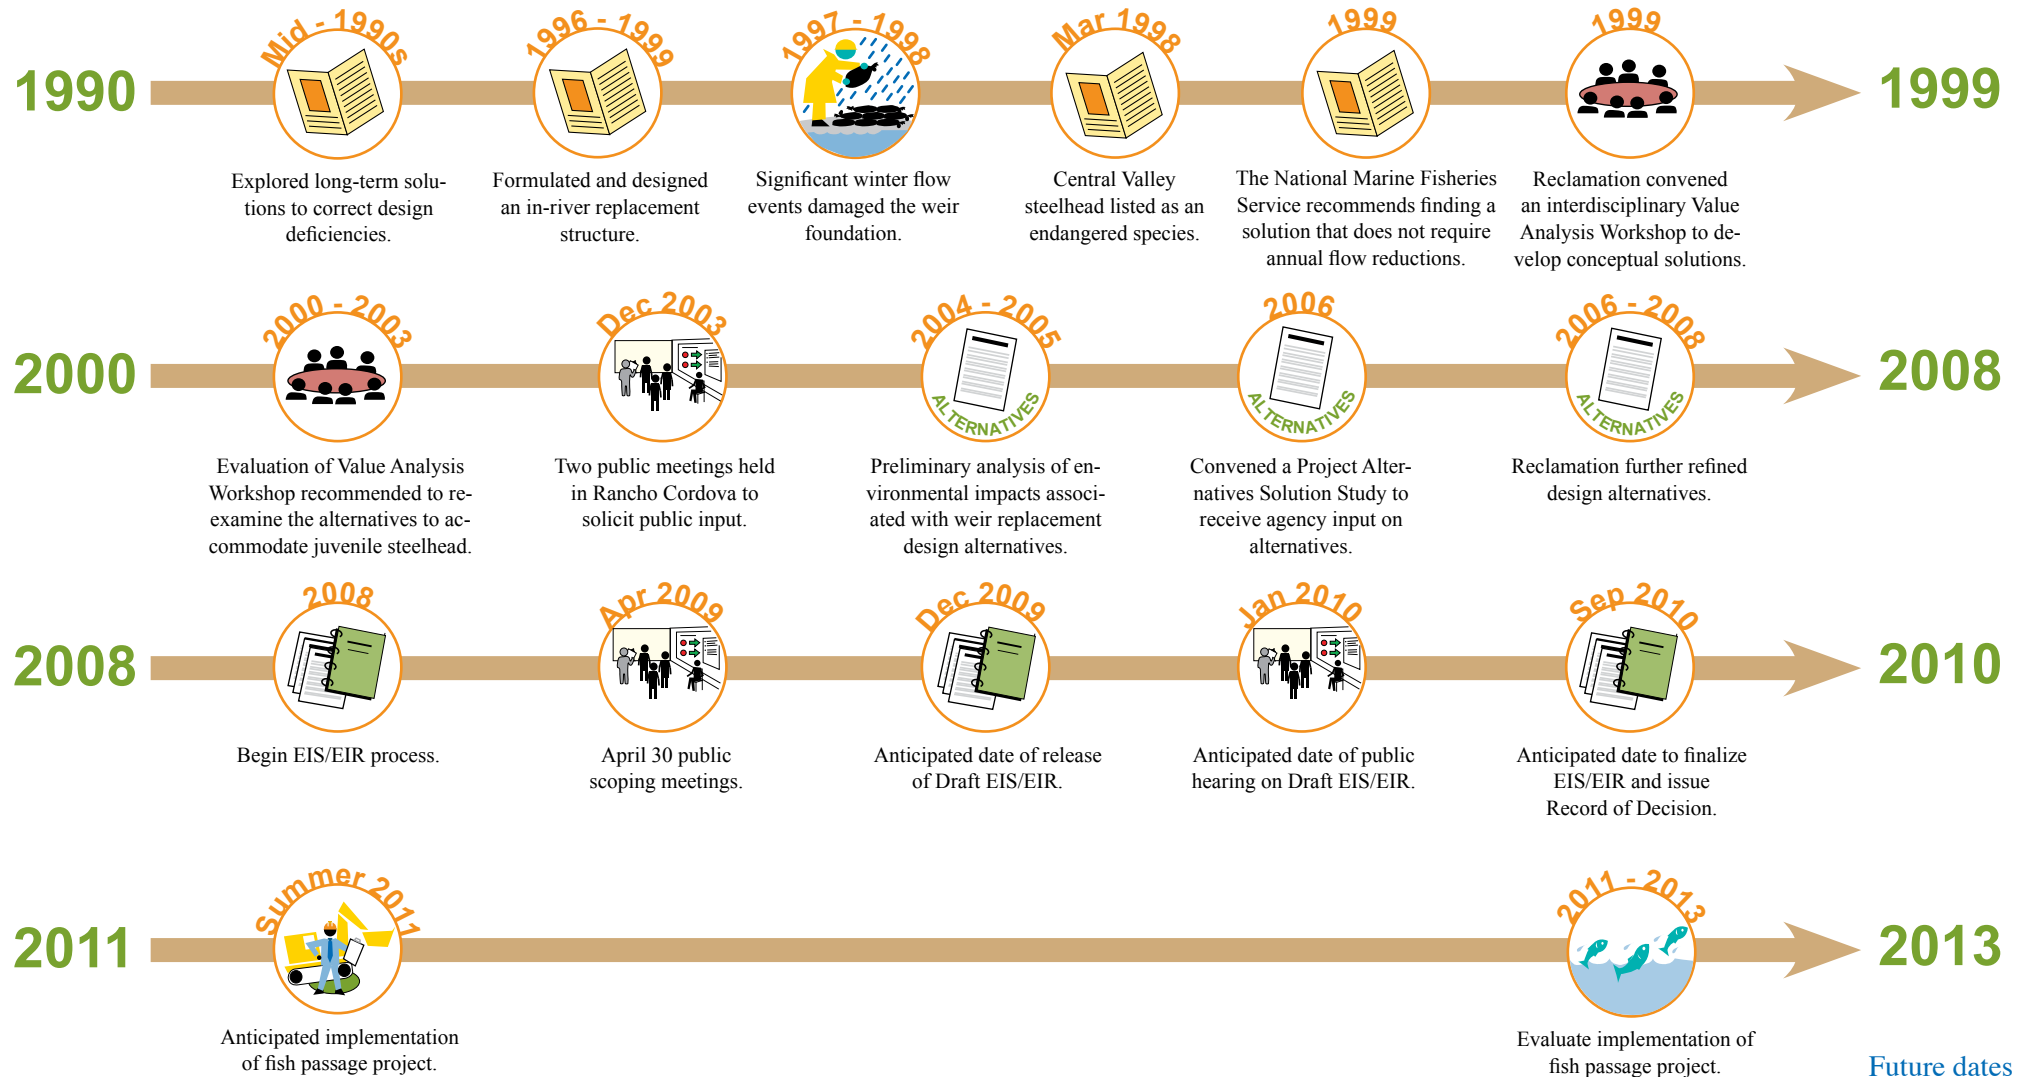 1990
Mid - 1990s
Explored long-term solu-
tions to correct design
deficiencies.
1996 - 1999
Formulated and designed
an in-river replacement
structure.
1997 - 1998
Significant winter flow
events damaged the weir
foundation.
Mar 1998
Central Valley
steelhead listed as an
endangered species.
1999
The National Marine Fisheries
Service recommends finding a
solution that does not require
annual flow reductions.
1999
Reclamation convened
an interdisciplinary Value
Analysis Workshop to de-
velop conceptual solutions.
1999
2000
2000 - 2003
Evaluation of Value Analysis
Workshop recommended to re-
examine the alternatives to ac-
commodate juvenile steelhead.
Dec 2003
Two public meetings held
in Rancho Cordova to
solicit public input.
2004 - 2005
ALTERNATIVES
Preliminary analysis of en-
vironmental impacts associ-
ated with weir replacement
design alternatives.
2006
ALTERNATIVES
Convened a Project Alter-
natives Solution Study to
receive agency input on
alternatives.
2006 - 2008
ALTERNATIVES
Reclamation further refined
design alternatives.
2008
2008
2008
Begin EIS/EIR process.
Apr 2009
April 30 public
scoping meetings.
Dec 2009
Anticipated date of release
of Draft EIS/EIR.
Jan 2010
Anticipated date of public
hearing on Draft EIS/EIR.
Sep 2010
Anticipated date to finalize
EIS/EIR and issue
Record of Decision.
2010
2011
Summer 2011
Anticipated implementation
of fish passage project.
2011 - 2013
Evaluate implementation of
fish passage project.
2013
Future dates